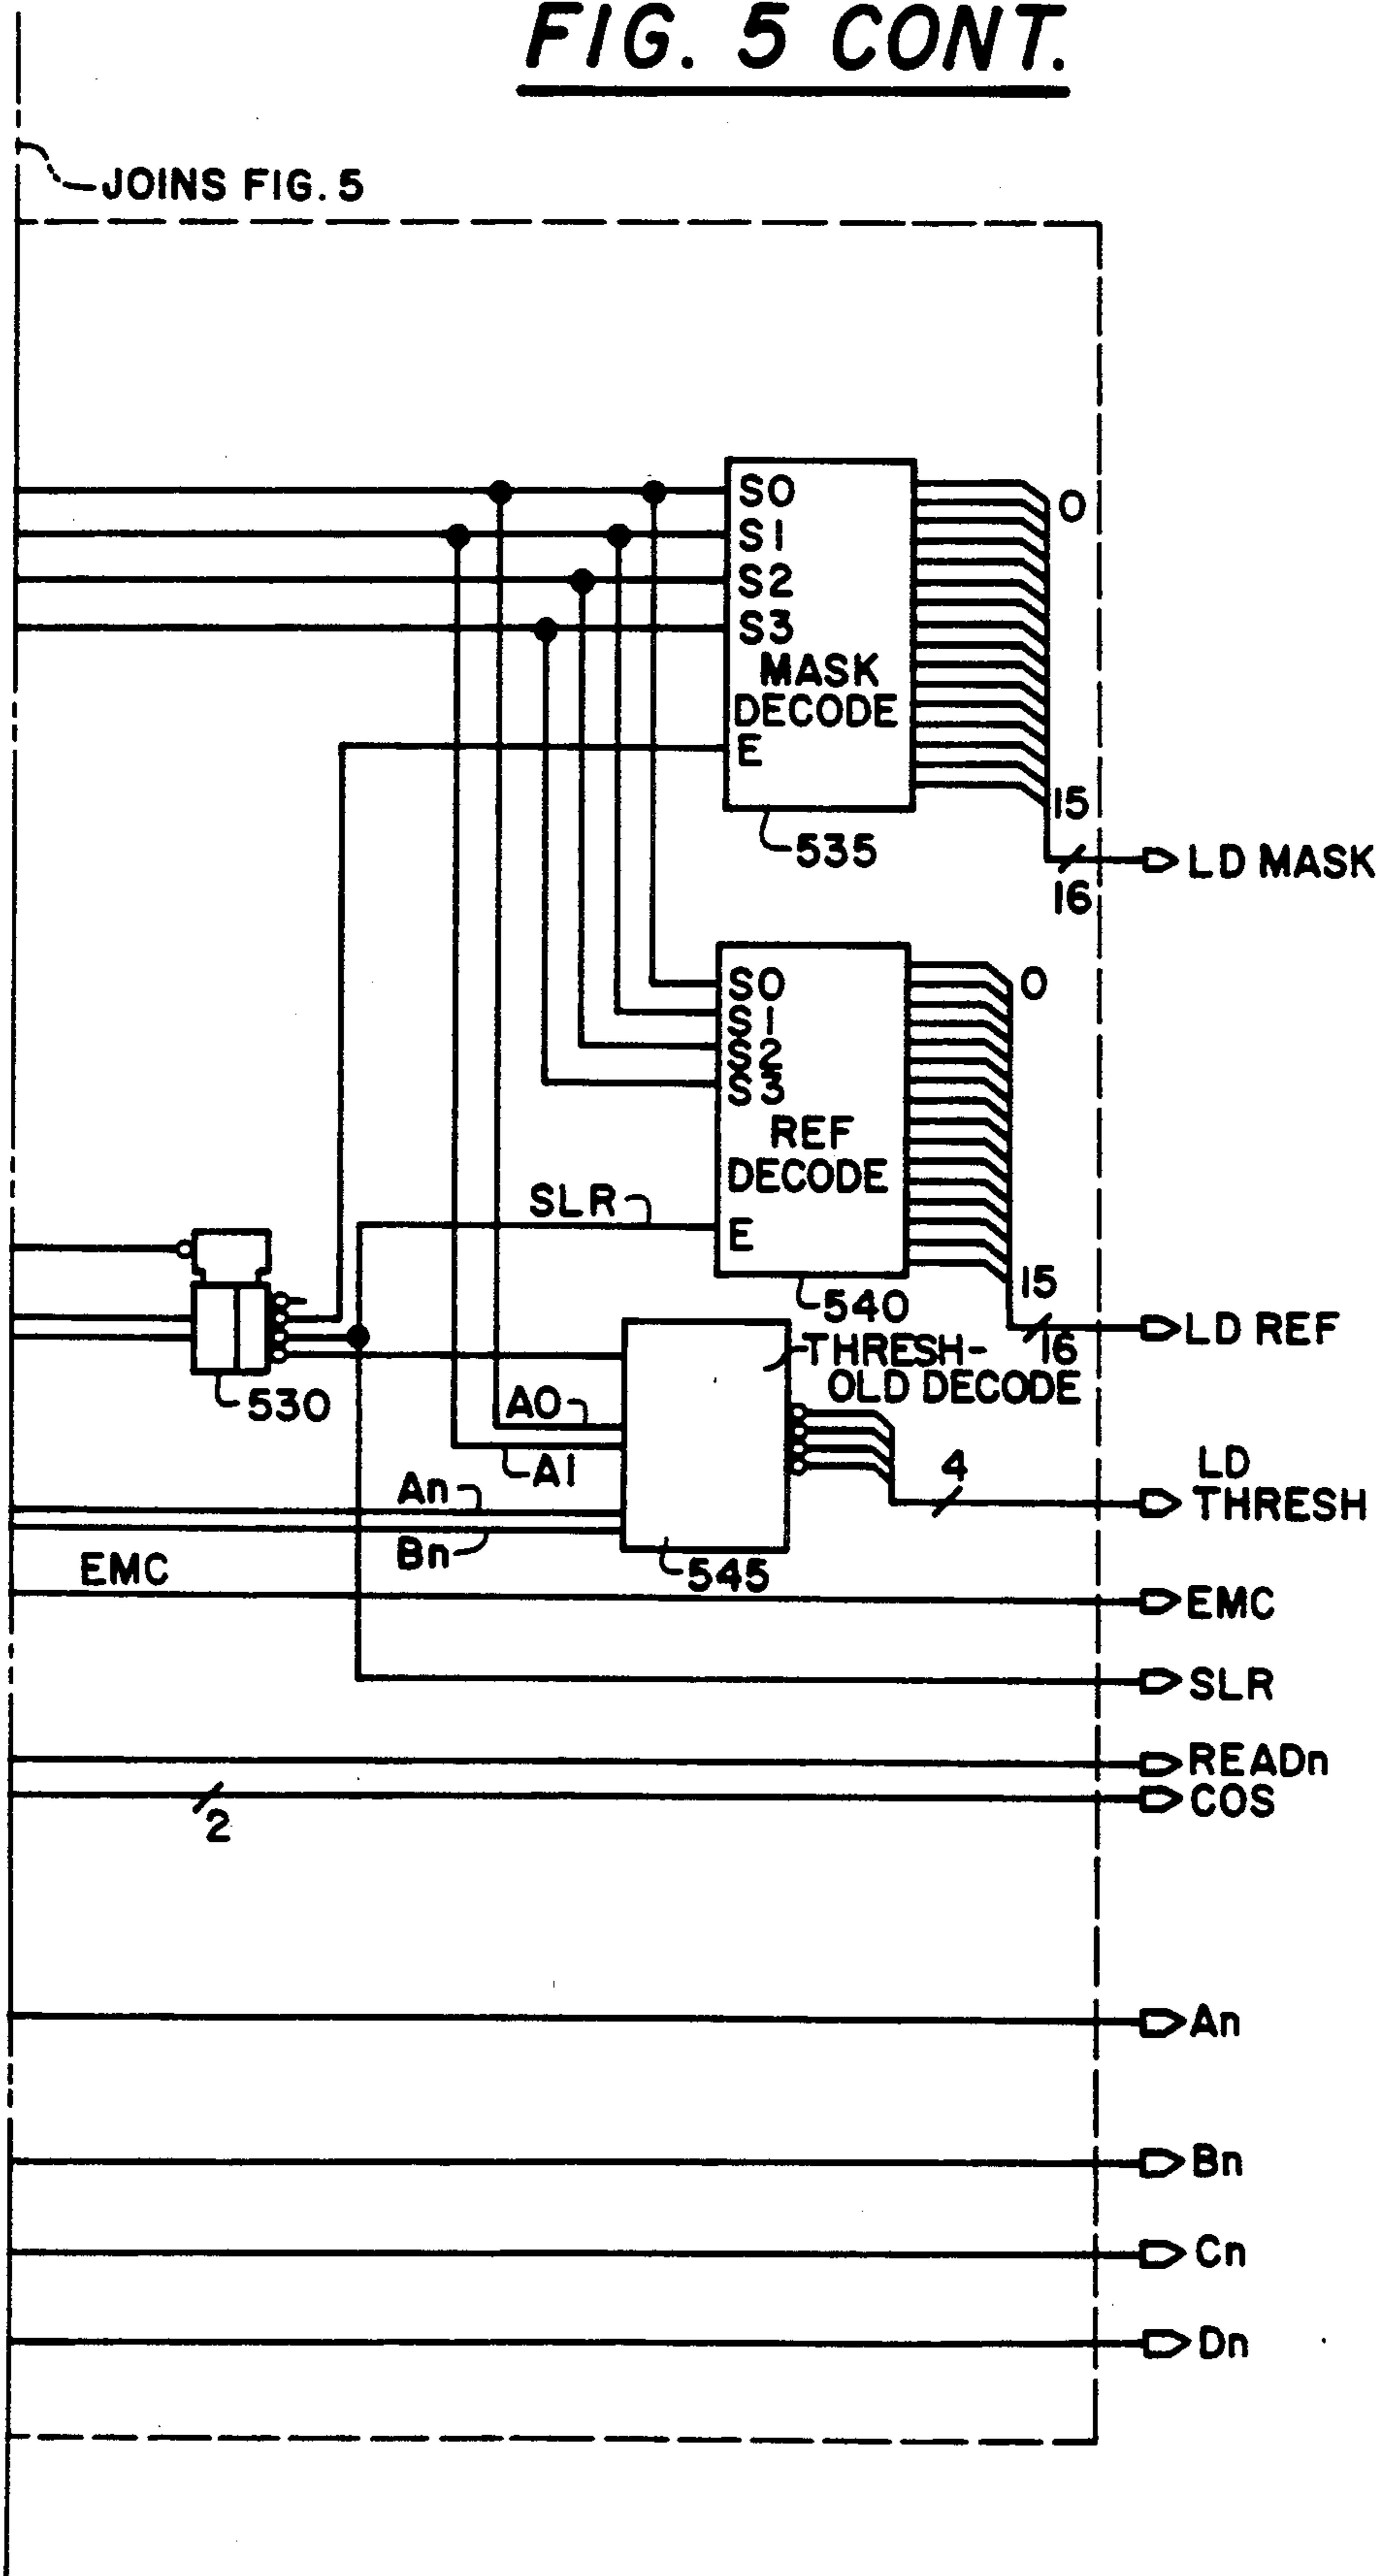 FIG. 5 CONT.
JOINS FIG. 5
S0
S1
S2
S3
MASK
DECODE
E
0
15
535
16
LD MASK
S0
S1
S2
S3
REF
DECODE
E
0
15
SLR
540
16
LD REF
530
THRESH-
OLD DECODE
A0
A1
An
Bn
545
4
LD
THRESH
EMC
EMC
SLR
READn
COS
2
An
Bn
Cn
Dn